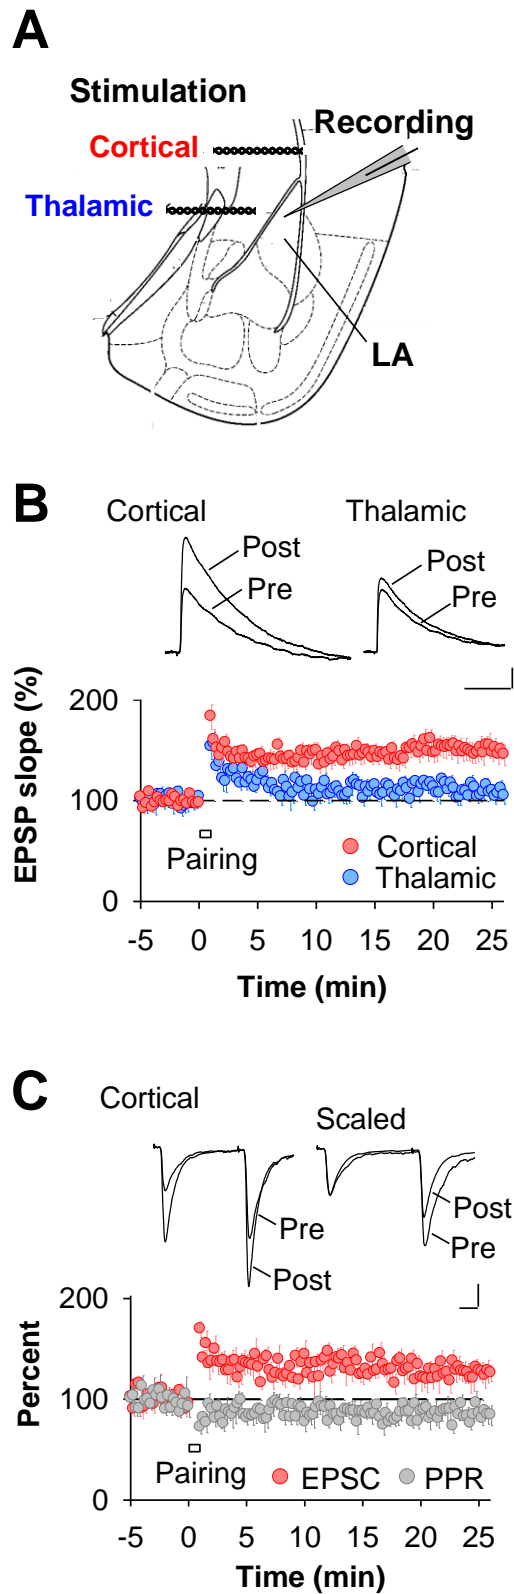 A
Stimulation
Recording
Cortical
Thalamic
LA
B
Cortical
Thalamic
Post
Pre
Post
Pre
EPSP slope (%)
200
100
0
Pairing
Cortical
Thalamic
-5 0 5 10 15 20 25
Time (min)
C
Cortical
Scaled
Pre
Post
Post
Pre
Percent
200
100
0
Pairing
EPSC
PPR
-5 0 5 10 15 20 25
Time (min)